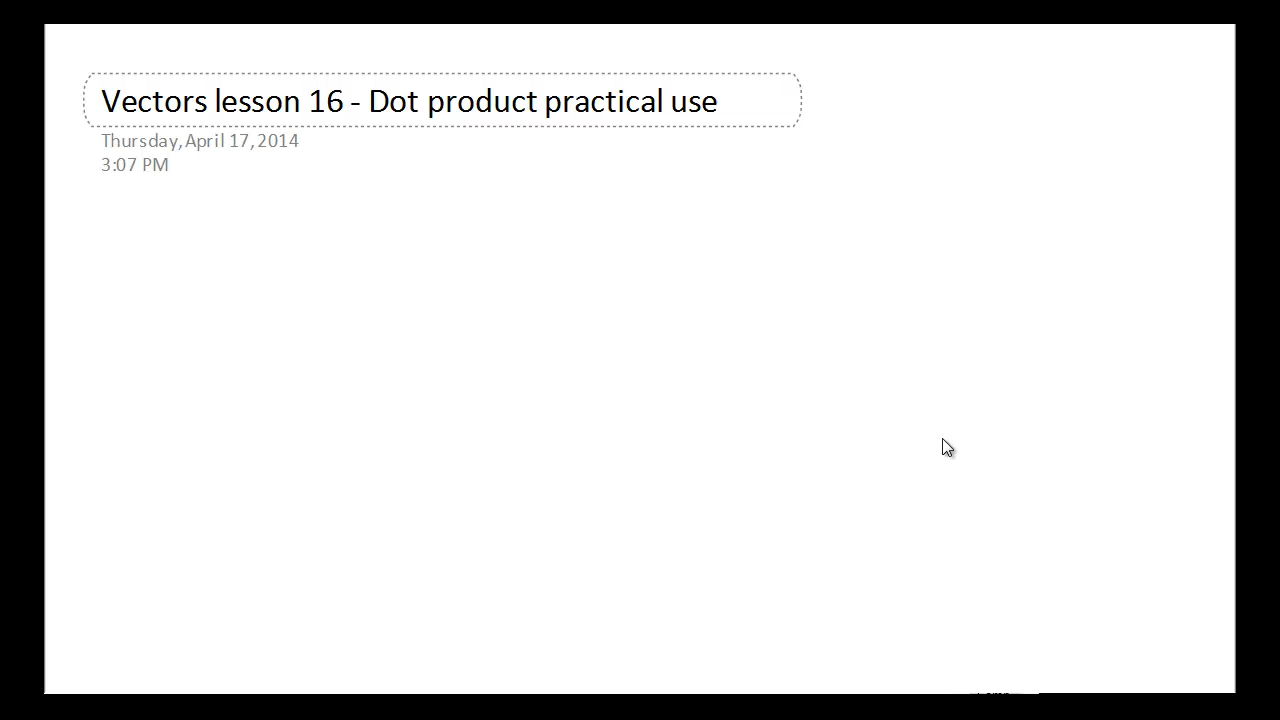 Vectors lesson 16 - Dot product practical use
Thursday, April 17, 2014
3:07 PM